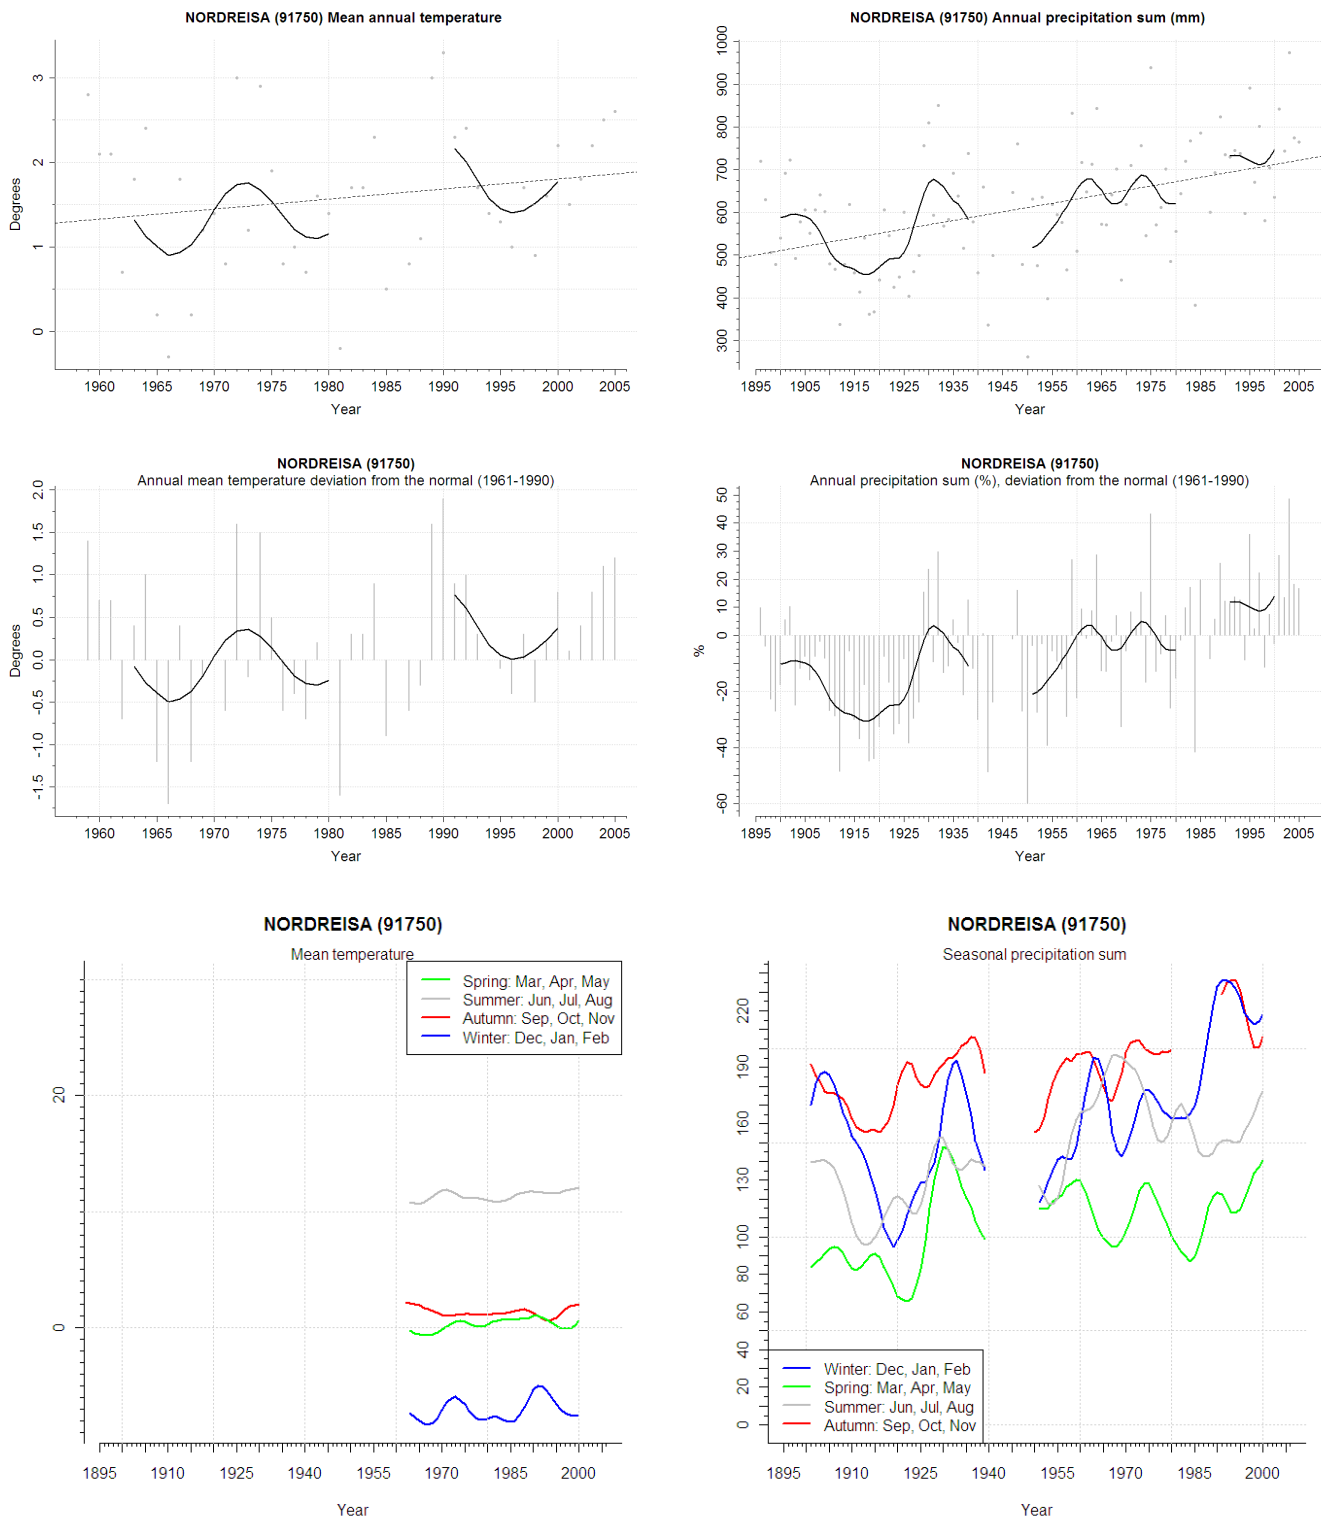 NORDREISA (91750) Mean annual temperature
Degrees
3
2
1
0
1960 1965 1970 1975 1980 1985 1990 1995 2000 2005
Year
NORDREISA (91750) Annual precipitation sum (mm)
1000
900
800
700
600
500
400
300
1895 1905 1915 1925 1935 1945 1955 1965 1975 1985 1995 2005
Year
NORDREISA (91750)
Annual mean temperature deviation from the normal (1961-1990)
Degrees
2.0
1.5
1.0
0.5
0.0
-0.5
-1.0
-1.5
1960 1965 1970 1975 1980 1985 1990 1995 2000 2005
Year
NORDREISA (91750)
Annual precipitation sum (%), deviation from the normal (1961-1990)
%
50
40
30
20
10
0
-20
-40
-60
1895 1905 1915 1925 1935 1945 1955 1965 1975 1985 1995 2005
Year
NORDREISA (91750)
Mean temperature
Spring: Mar, Apr, May
Summer: Jun, Jul, Aug
Autumn: Sep, Oct, Nov
Winter: Dec, Jan, Feb
20
0
1895 1910 1925 1940 1955 1970 1985 2000
Year
NORDREISA (91750)
Seasonal precipitation sum
220
190
160
130
100
80
60
40
20
0
Winter: Dec, Jan, Feb
Spring: Mar, Apr, May
Summer: Jun, Jul, Aug
Autumn: Sep, Oct, Nov
1895 1910 1925 1940 1955 1970 1985 2000
Year